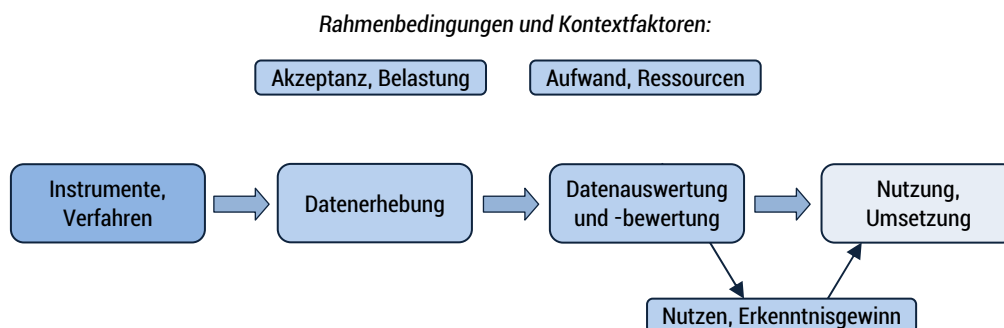 Rahmenbedingungen und Kontextfaktoren:
Akzeptanz, Belastung
Aufwand, Ressourcen
Instrumente,
Verfahren
Datenerhebung
Datenauswertung
und -bewertung
Nutzung,
Umsetzung
Nutzen, Erkenntnisgewinn